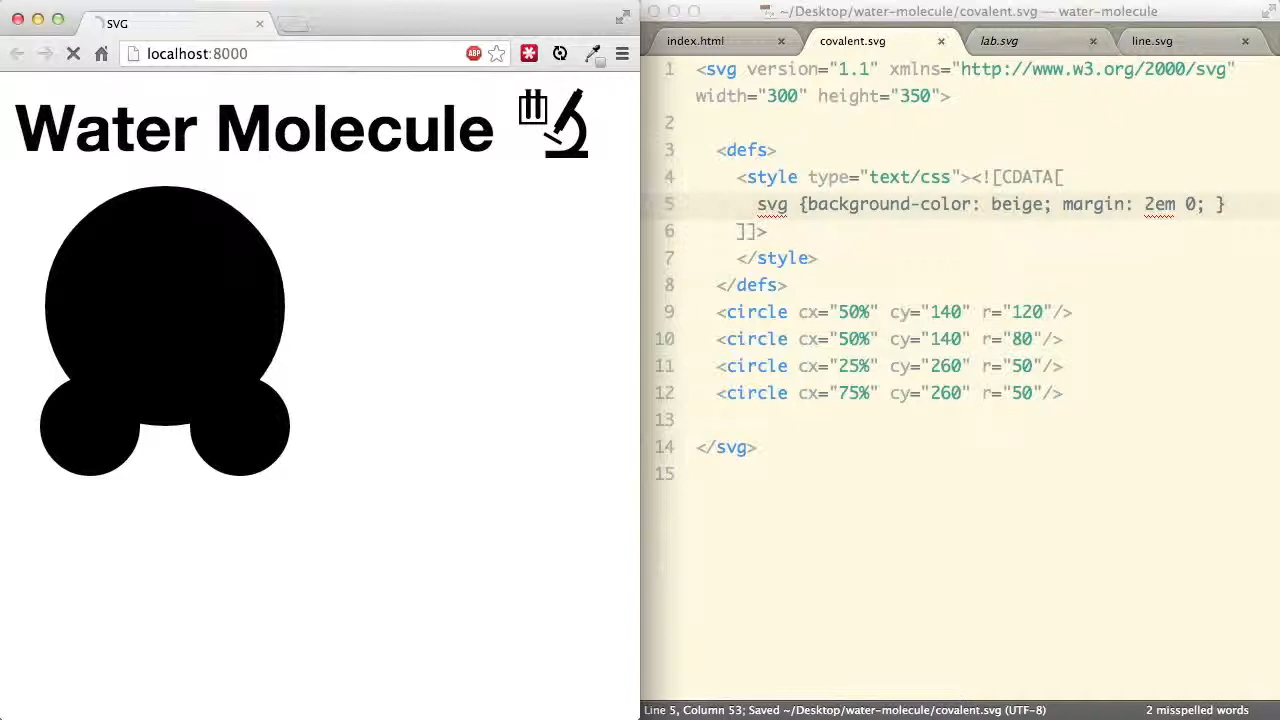 SVG
localhost:8000
ABP
Water Molecule
~/Desktop/water-molecule/covalent.svg — water-molecule
index.html
covalent.svg
lab.svg
line.svg
1 <svg version="1.1" xmlns="http://www.w3.org/2000/svg"
width="300" height="350">
2
3 <defs>
4 <style type="text/css"><![CDATA[
5 svg {background-color: beige; margin: 2em 0; }
6 ]]>
7 </style>
8 </defs>
9 <circle cx="50%" cy="140" r="120"/>
10 <circle cx="50%" cy="140" r="80"/>
11 <circle cx="25%" cy="260" r="50"/>
12 <circle cx="75%" cy="260" r="50"/>
13
14 </svg>
15
Line 5, Column 53; Saved ~/Desktop/water-molecule/covalent.svg (UTF-8)
2 misspelled words